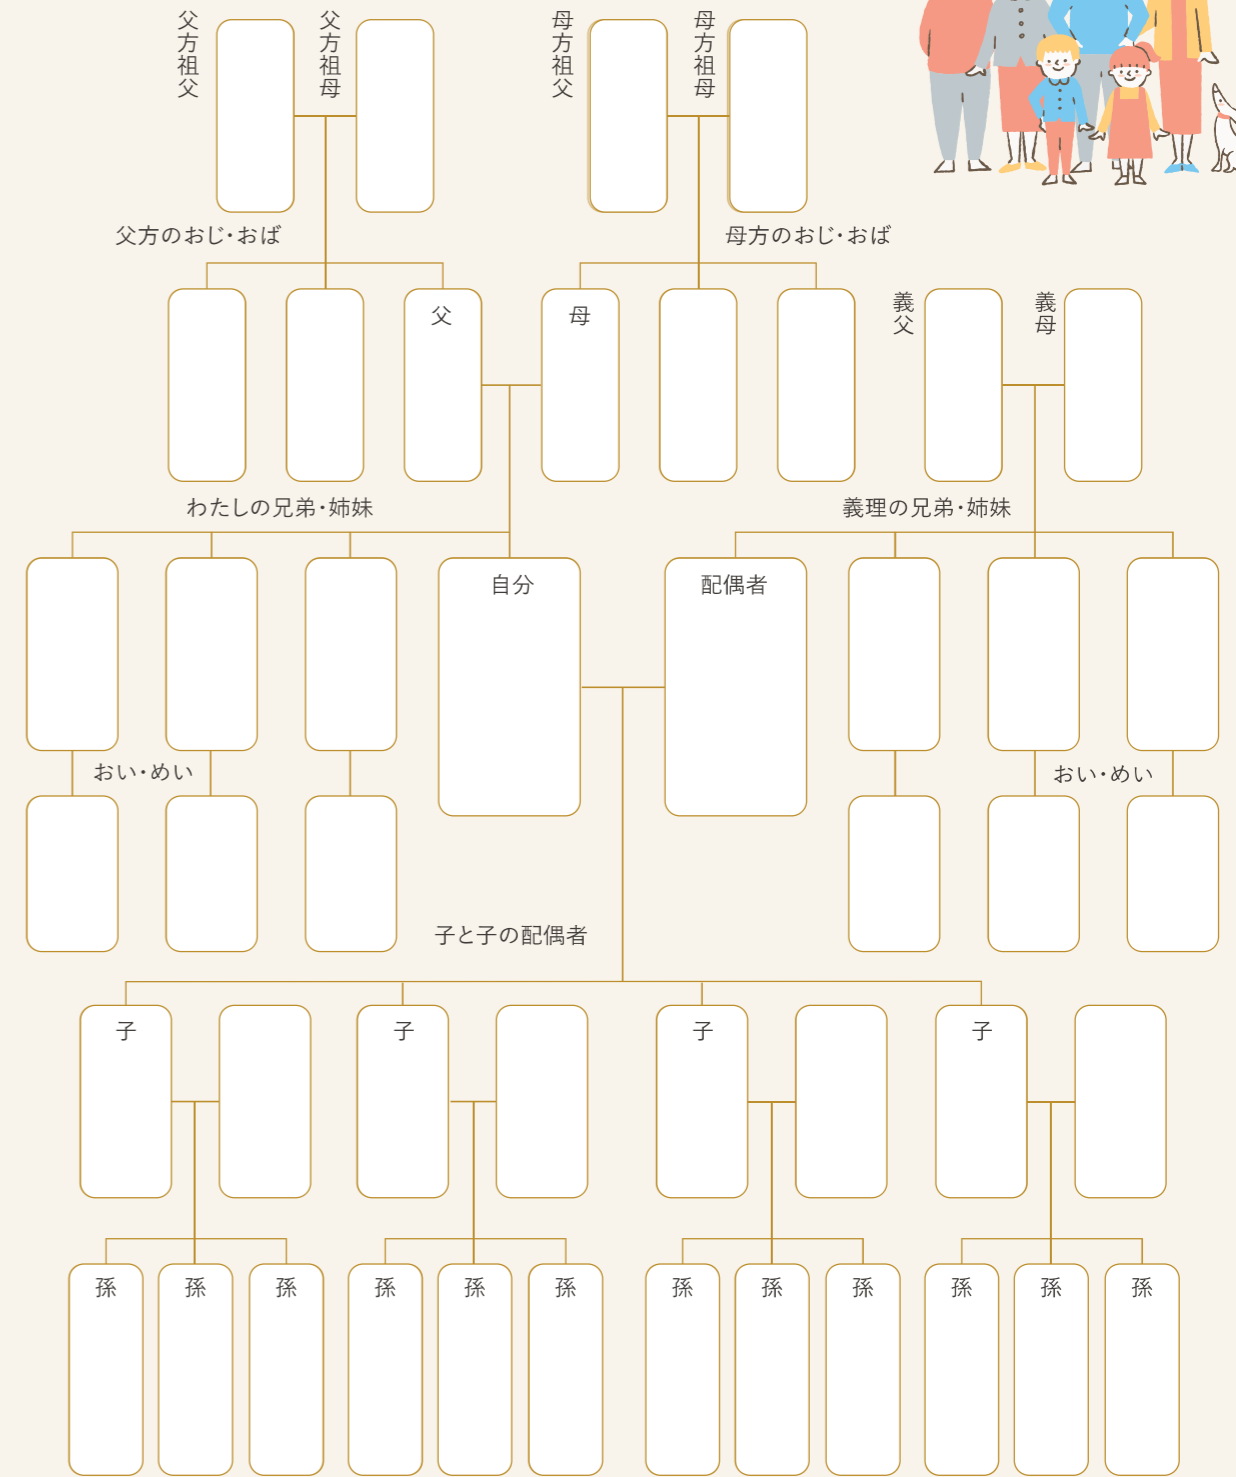 父方祖父
父方祖母
母方祖父
母方祖母
父方のおじ・おば
母方のおじ・おば
父
母
義父
義母
わたしの兄弟・姉妹
義理の兄弟・姉妹
自分
配偶者
おい・めい
おい・めい
子と子の配偶者
子
子
子
子
孫
孫
孫
孫
孫
孫
孫
孫
孫
孫
孫
孫